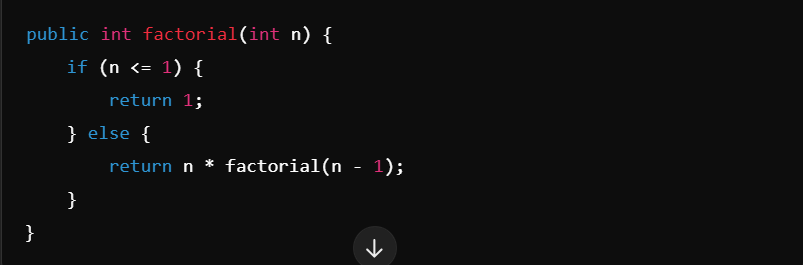 public int factorial(int n) {
    if (n <= 1) {
        return 1;
    } else {
        return n * factorial(n - 1);
    }
}